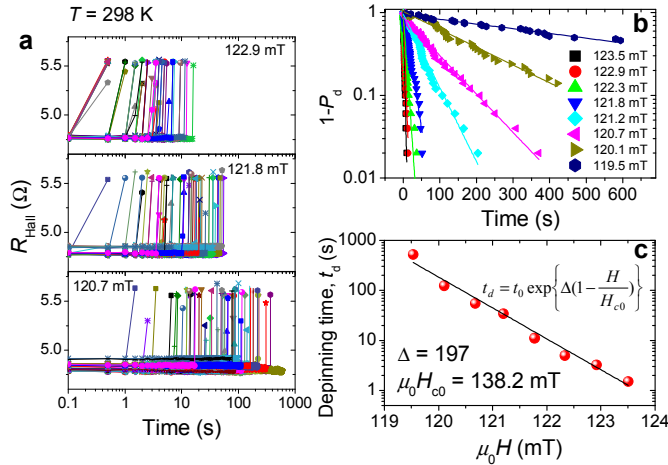 T = 298 K
a
122.9 mT
5.5
5.0
121.8 mT
5.5
5.0
120.7 mT
5.5
5.0
R_Hall (Ω)
0.1 1 10 100 1000
Time (s)
b
1
0.1
0.01
1-P_d
123.5 mT
122.9 mT
122.3 mT
121.8 mT
121.2 mT
120.7 mT
120.1 mT
119.5 mT
0 200 400 600
Time (s)
c
1000
100
10
1
Depinning time, t_d (s)
t_d = t_0 exp{Δ(1 - H/H_c0)}
Δ = 197
μ_0H_c0 = 138.2 mT
119 120 121 122 123 124
μ_0H (mT)